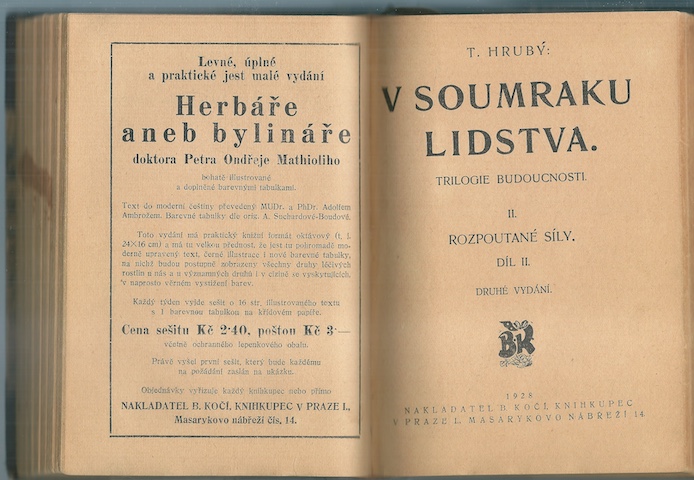 Levné, úplné
a praktické jest malé vydání
Herbáře
aneb bylináře
doktora Petra Ondřeje Mathioliho
bohatě illustrované
a doplněné barevnými tabulkami.
Text do moderní češtiny převedený MUDr. a PhDr. Adolfem
Ambrožem. Barevné tabulky dle orig. A. Suchardové-Boudové.
Toto vydání má praktický knižní formát oktávový (t. j.
24×16 cm) a má tu velkou přednost, že jest tu pohromadě mo-
derně upravený text, černé illustrace i nové barevné tabulky,
na nichž budou postupně zobrazeny všechny druhy léčivých
rostlin u nás a u významných druhů i v cizině se vyskytujících,
v naprosto věrném vystižení barev.
Každý týden vyjde sešit o 16 str. illustrovaného textu
s 1 barevnou tabulkou na křídovém papíře.
Cena sešitu Kč 2·40, poštou Kč 3·—
včetně ochranného lepenkového obalu.
Právě vyšel první sešit, který bude každému
na požádání zaslán na ukázku.
Objednávky vyřizuje každý knihkupec nebo přímo
NAKLADATEL B. KOČÍ, KNIHKUPEC V PRAZE I.,
Masarykovo nábřeží čís, 14.
T. HRUBÝ:
V SOUMRAKU
LIDSTVA.
TRILOGIE BUDOUCNOSTI.
II.
ROZPOUTANÉ SÍLY.
DÍL II.
DRUHÉ VYDÁNÍ.
BK
1928
NAKLADATEL B. KOČÍ, KNIHKUPEC
V PRAZE I., MASARYKOVO NÁBŘEŽÍ 14